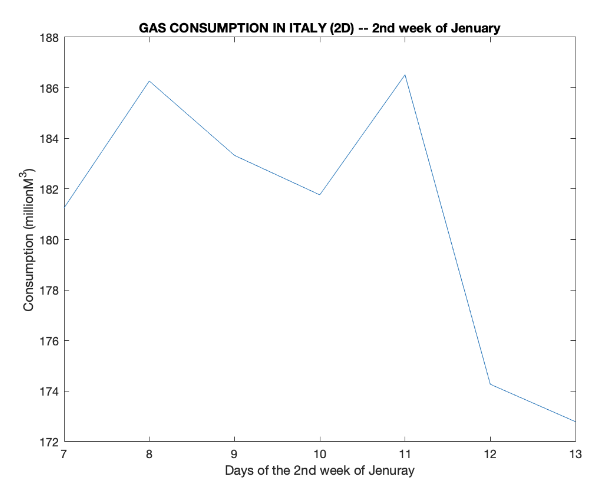 GAS CONSUMPTION IN ITALY (2D) -- 2nd week of Jenuary
188
186
184
182
180
178
176
174
172
Consumption (millionM³)
7 8 9 10 11 12 13
Days of the 2nd week of Jenuray